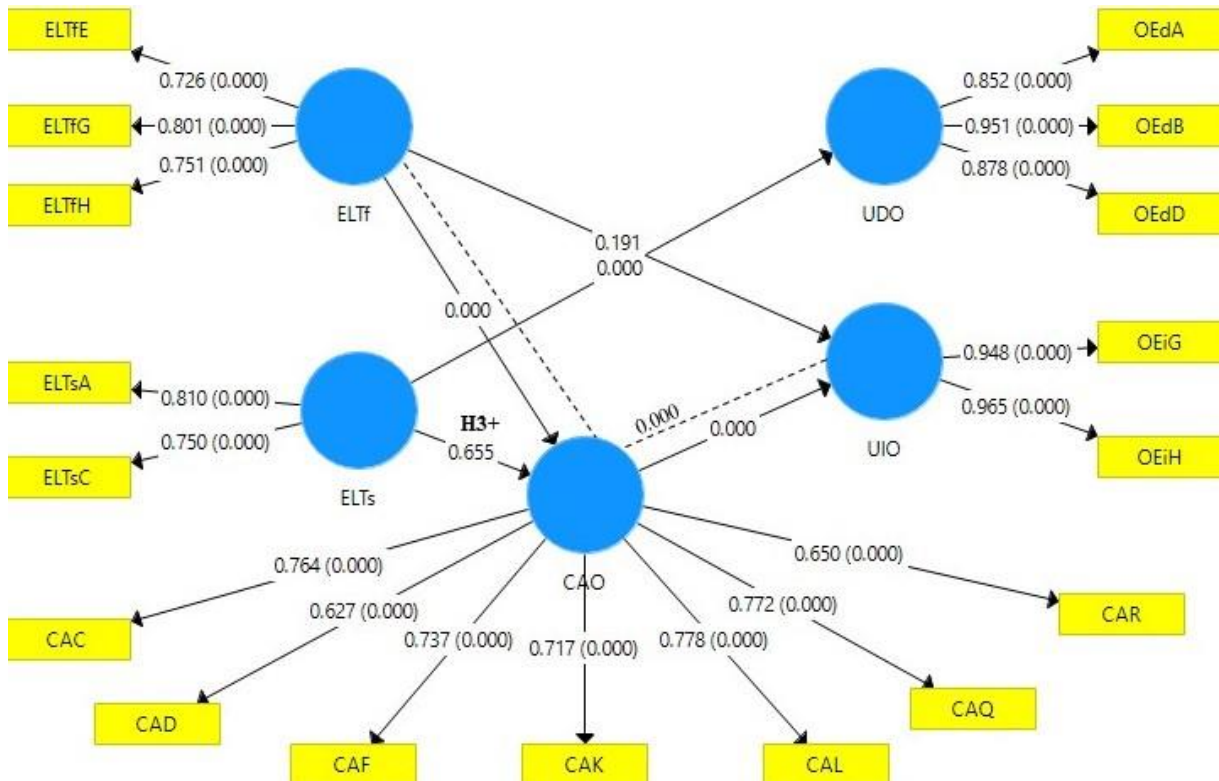 ELTfE
OEdA
0.726 (0.000)
0.852 (0.000)
ELTfG
0.801 (0.000)
0.951 (0.000)
OEdB
0.751 (0.000)
0.878 (0.000)
ELTfH
OEdD
ELTf
UDO
0.191
0.000
0.000
ELTsA
0.810 (0.000)
0.948 (0.000)
OEiG
H3+
0.000
0.000
0.750 (0.000)
0.655
0.965 (0.000)
ELTsC
OEiH
ELTs
UIO
0.764 (0.000)
0.650 (0.000)
CAO
0.627 (0.000)
0.772 (0.000)
CAC
0.737 (0.000)
0.717 (0.000)
0.778 (0.000)
CAR
CAD
CAQ
CAF
CAK
CAL